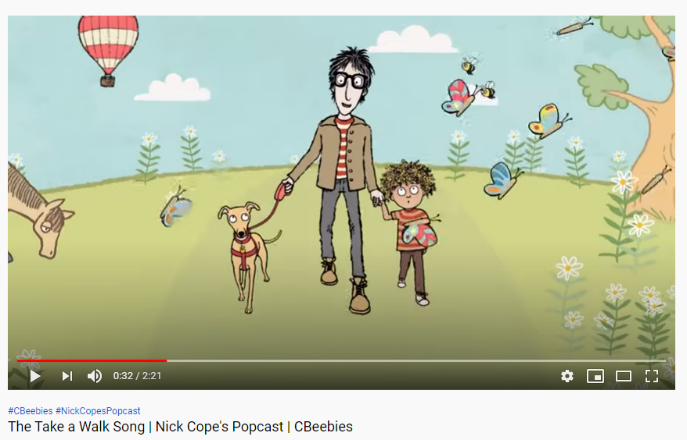 0:32 / 2:21
#CBeebies #NickCopesPopcast
The Take a Walk Song | Nick Cope's Popcast | CBeebies